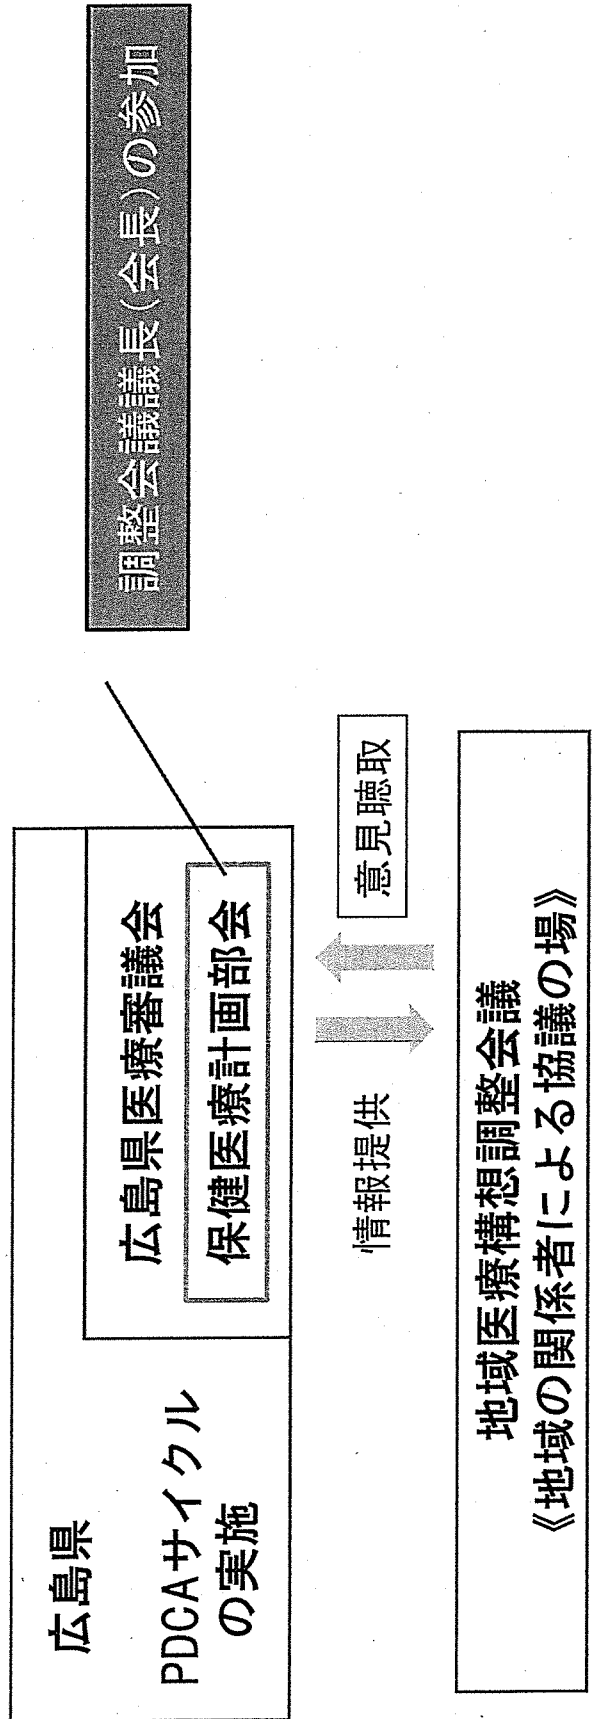 広島県
PDCAサイクル
の実施
広島県医療審議会
保健医療計画部会
調整会議議長(会長)の参加
情報提供
意見聴取
地域医療構想調整会議
《地域の関係者による協議の場》